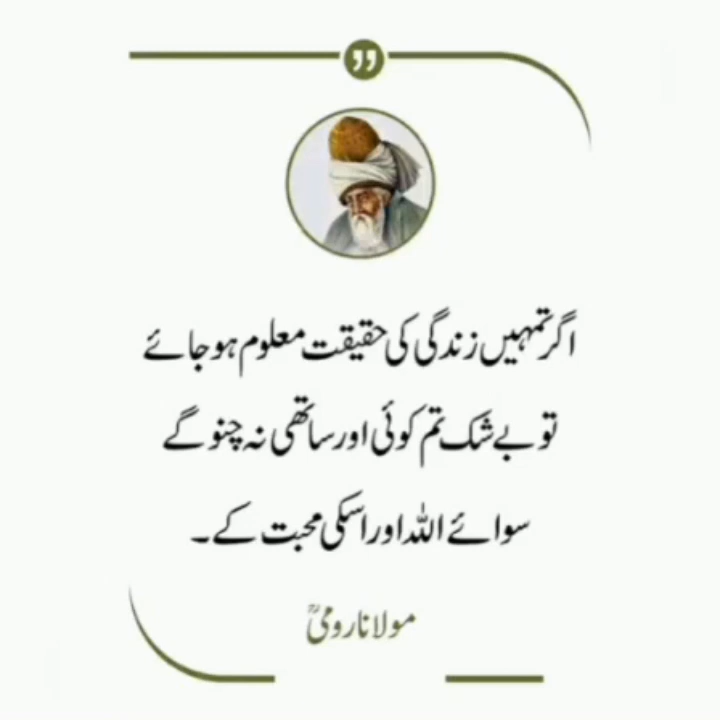 اگر تمہیں زندگی کی حقیقت معلوم ہو جائے
تو بے شک تم کوئی اور ساتھی نہ چنو گے
سوائے اللہ اور اسکی محبت کے۔
مولانا رومیؒ